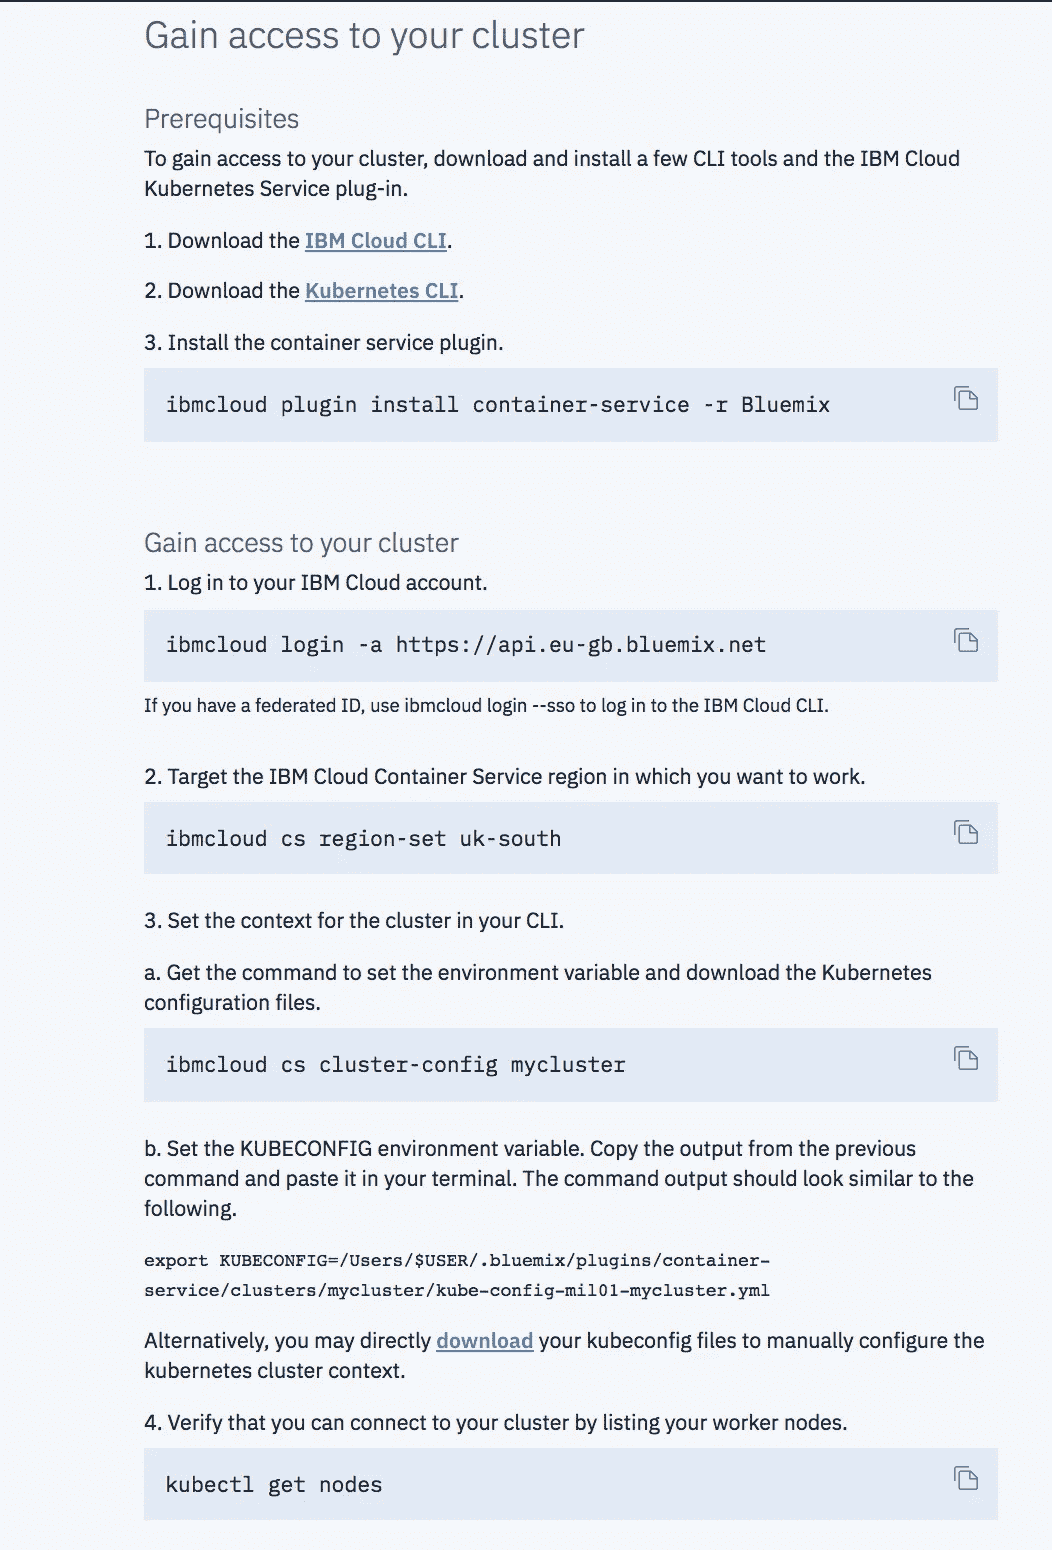 Gain access to your cluster
Prerequisites
To gain access to your cluster, download and install a few CLI tools and the IBM Cloud
Kubernetes Service plug-in.
1. Download the IBM Cloud CLI.
2. Download the Kubernetes CLI.
3. Install the container service plugin.
ibmcloud plugin install container-service -r Bluemix
Gain access to your cluster
1. Log in to your IBM Cloud account.
ibmcloud login -a https://api.eu-gb.bluemix.net
If you have a federated ID, use ibmcloud login --sso to log in to the IBM Cloud CLI.
2. Target the IBM Cloud Container Service region in which you want to work.
ibmcloud cs region-set uk-south
3. Set the context for the cluster in your CLI.
a. Get the command to set the environment variable and download the Kubernetes
configuration files.
ibmcloud cs cluster-config mycluster
b. Set the KUBECONFIG environment variable. Copy the output from the previous
command and paste it in your terminal. The command output should look similar to the
following.
export KUBECONFIG=/Users/$USER/.bluemix/plugins/container-
service/clusters/mycluster/kube-config-mil01-mycluster.yml
Alternatively, you may directly download your kubeconfig files to manually configure the
kubernetes cluster context.
4. Verify that you can connect to your cluster by listing your worker nodes.
kubectl get nodes